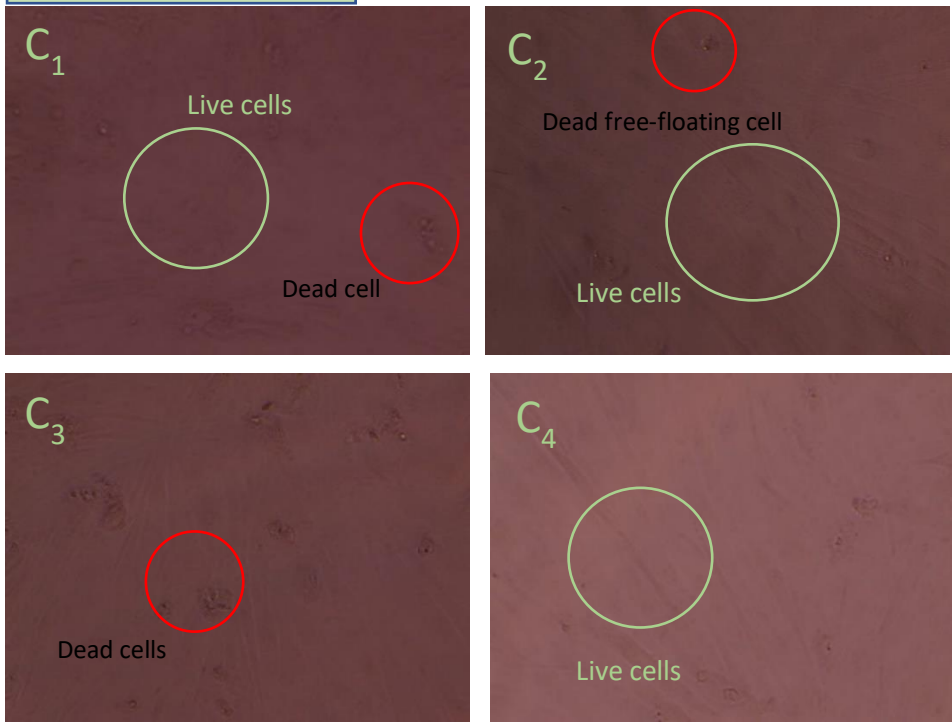 C1
Live cells
Dead cell
C2
Dead free-floating cell
Live cells
C3
Dead cells
C4
Live cells